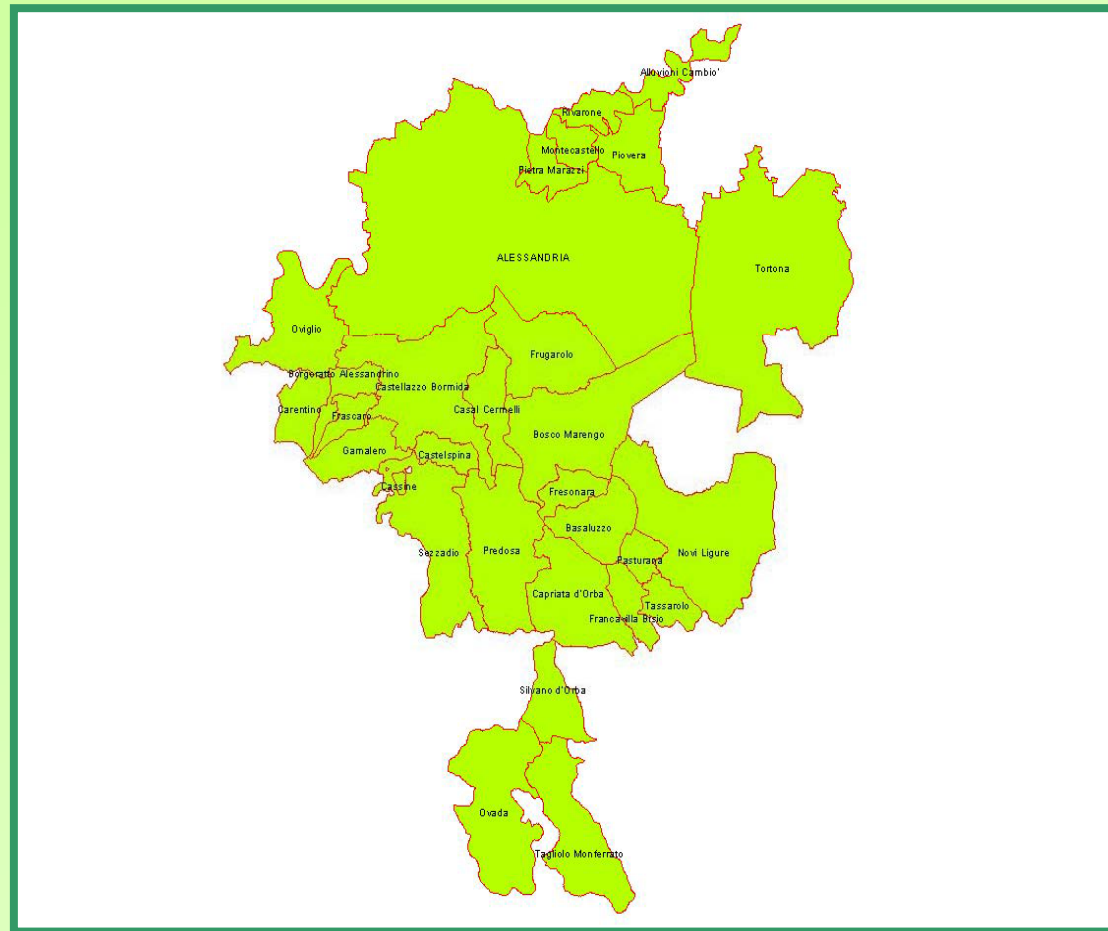 Alluvioni Cambio'
Rivarone
Montecastello
Piovera
Pietra Marazzi
ALESSANDRIA
Tortona
Oviglio
Frugarolo
Borgoratto Alessandrino
Castellazzo Bormida
Carentino
Frascaro
Casal Cermelli
Bosco Marengo
Gamalero
Castelspina
Cassine
Fresonara
Basaluzzo
Sezzadio
Predosa
Pasturana
Novi Ligure
Capriata d'Orba
Tassarolo
Francavilla Bisio
Silvano d'Orba
Ovada
Tagliolo Monferrato